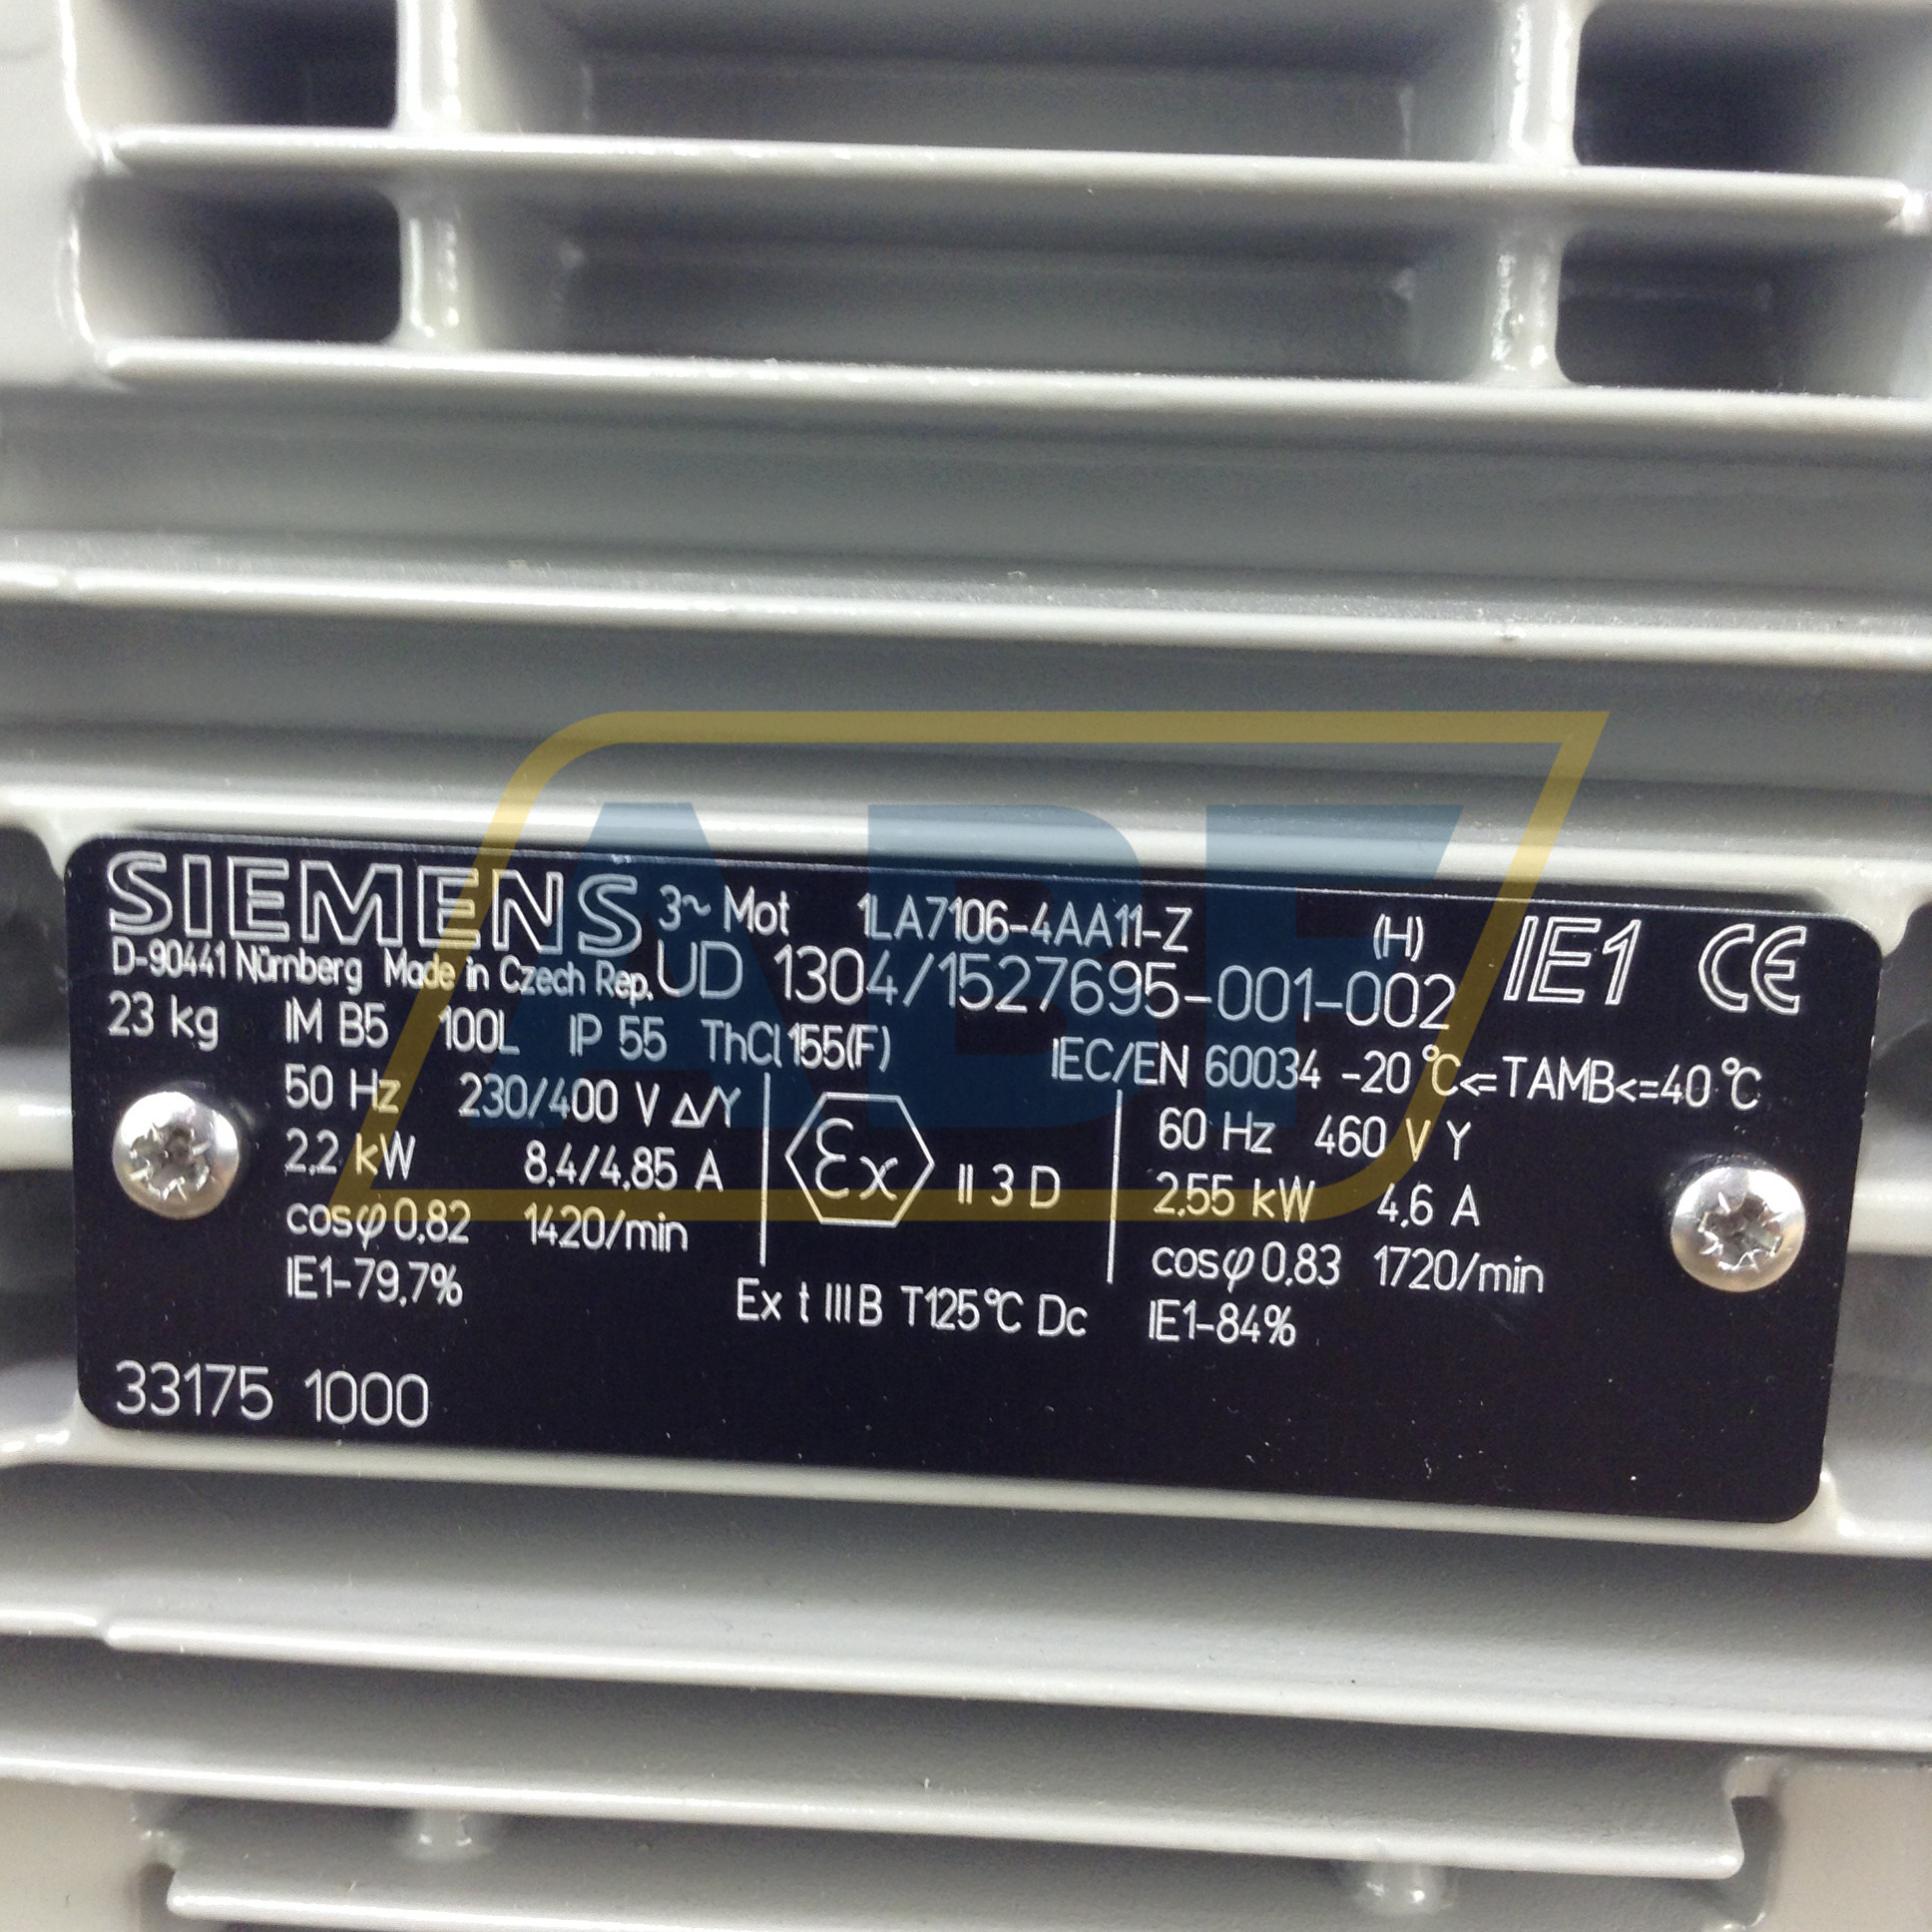 SIEMENS 3~ Mot 1LA7106-4AA11-Z (H) IE1 CE
D-90441 Nürnberg Made in Czech Rep. UD 1304/1527695-001-002
23 kg IM B5 100L IP 55 ThCl 155(F) IEC/EN 60034 -20 °C<=TAMB<=40 °C
50 Hz 230/400 V Δ/Y
2,2 kW 8,4/4,85 A
cosφ 0,82 1420/min
IE1-79,7%
Ex II 3 D
Ex t IIIB T125°C Dc
60 Hz 460 V Y
2,55 kW 4,6 A
cosφ 0,83 1720/min
IE1-84%
33175 1000
ABF